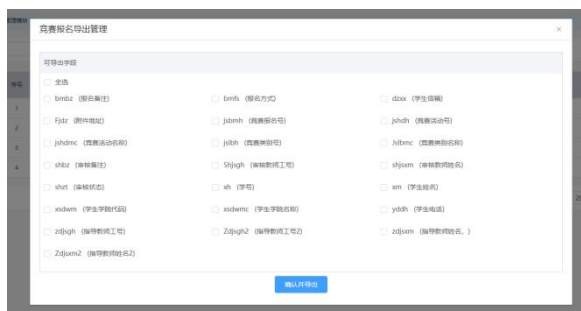 竞赛报名导出管理 ×
可导出字段
全选
bmbz (报名备注) bmfs (报名方式) dzxx (学生信箱)
Fjdz (附件地址) jsbmh (竞赛报名号) jshdh (竞赛活动号)
jshdmc (竞赛活动名称) jslbh (竞赛类别号) Jslbmc (竞赛类别名称)
shbz (审核备注) Shjsgh (审核教师工号) shjsxm (审核教师姓名)
shzt (审核状态) xh (学号) xm (学生姓名)
xsdwm (学生学院代码) xsdwmc (学生学院名称) yddh (学生电话)
zdjsgh (指导教师工号) Zdjsgh2 (指导教师工号2) zdjsxm (指导教师姓名, )
Zdjsxm2 (指导教师姓名2)
确认并导出
序号
1
2
3
4